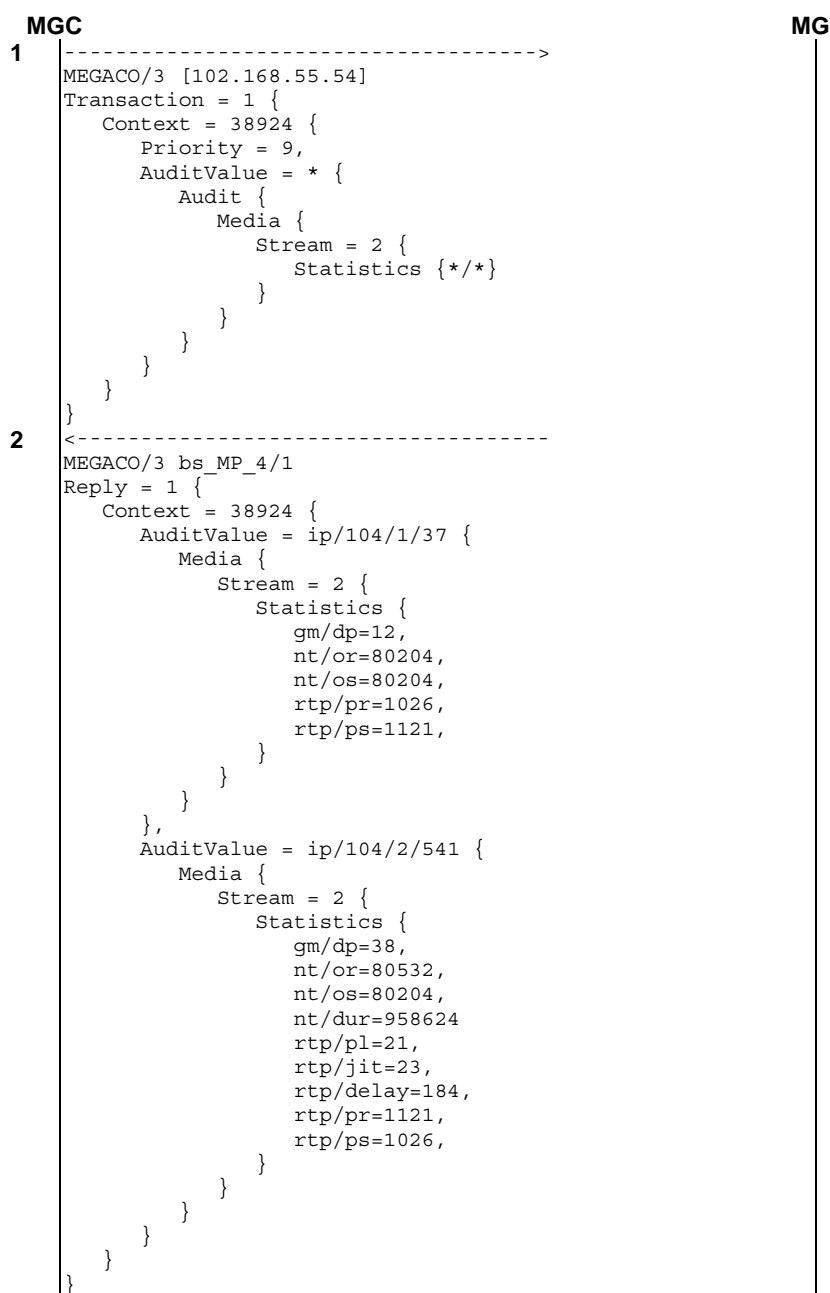 MGC MG
1 ------------------------------------->
MEGACO/3 [102.168.55.54]
Transaction = 1 {
Context = 38924 {
Priority = 9,
AuditValue = * {
Audit {
Media {
Stream = 2 {
Statistics {*/*}
}
}
}
}
}
}
2 <-------------------------------------
MEGACO/3 bs_MP_4/1
Reply = 1 {
Context = 38924 {
AuditValue = ip/104/1/37 {
Media {
Stream = 2 {
Statistics {
gm/dp=12,
nt/or=80204,
nt/os=80204,
rtp/pr=1026,
rtp/ps=1121,
}
}
}
},
AuditValue = ip/104/2/541 {
Media {
Stream = 2 {
Statistics {
gm/dp=38,
nt/or=80532,
nt/os=80204,
nt/dur=958624
rtp/pl=21,
rtp/jit=23,
rtp/delay=184,
rtp/pr=1121,
rtp/ps=1026,
}
}
}
}
}
}